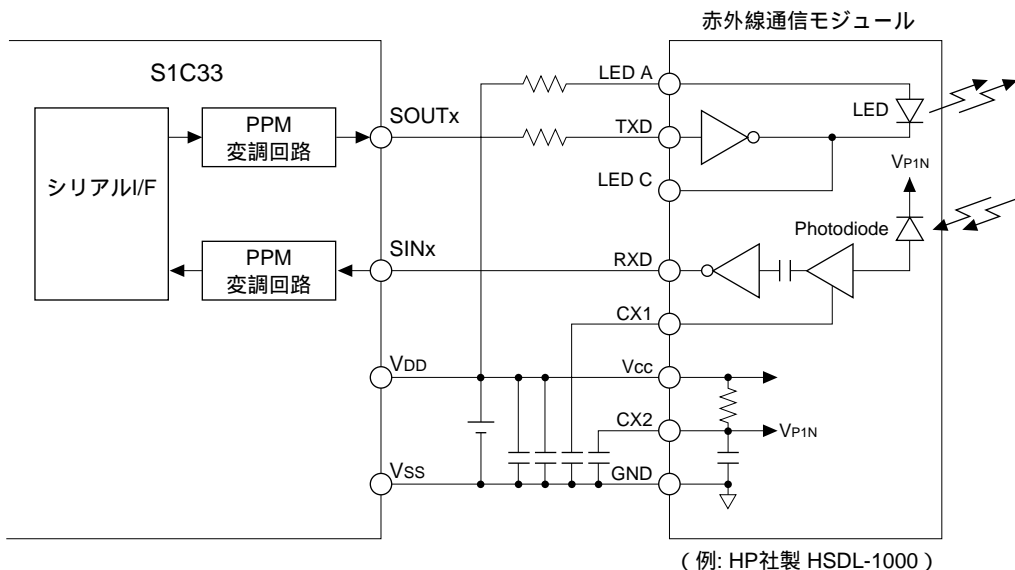 赤外線通信モジュール
S1C33
シリアルI/F
PPM
変調回路
PPM
変調回路
SOUTx
SINx
VDD
VSS
LED A
TXD
LED C
RXD
CX1
Vcc
CX2
GND
LED
VP1N
Photodiode
VP1N
(例: HP社製 HSDL-1000)